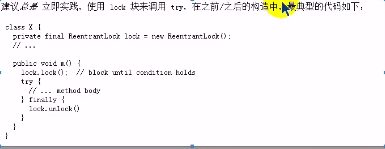 建议总是 立即实践，使用 lock 块来调用 try，在之前/之后的构造中，最典型的代码如下：
class X {
  private final ReentrantLock lock = new ReentrantLock();
  // ...
  public void m() {
    lock.lock();  // block until condition holds
    try {
      // ... method body
    } finally {
      lock.unlock()
    }
  }
}